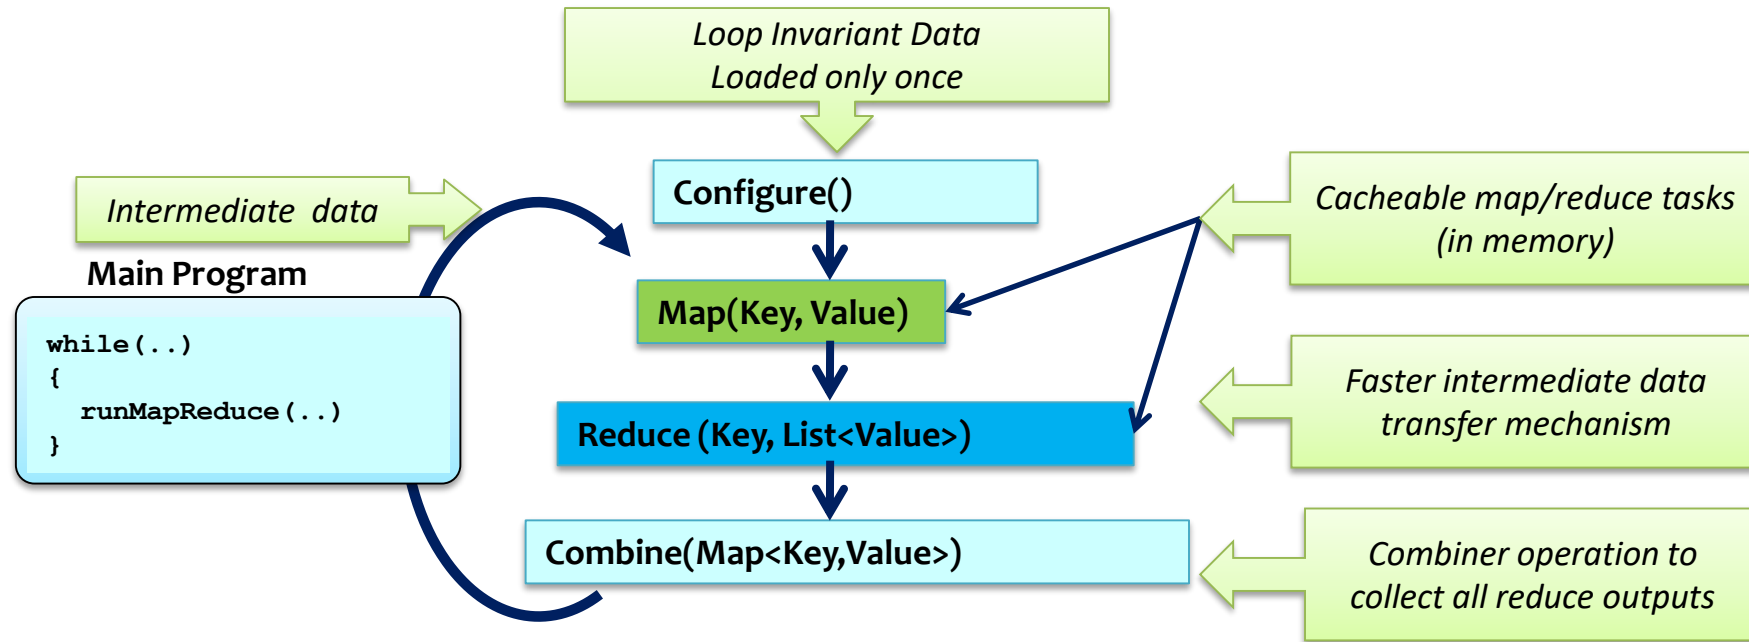 Loop Invariant Data
Loaded only once
Configure()
Intermediate data
Cacheable map/reduce tasks
(in memory)
Main Program
Map(Key, Value)
while(..)
{
runMapReduce(..)
}
Faster intermediate data
transfer mechanism
Reduce (Key, List<Value>)
Combine(Map<Key,Value>)
Combiner operation to
collect all reduce outputs